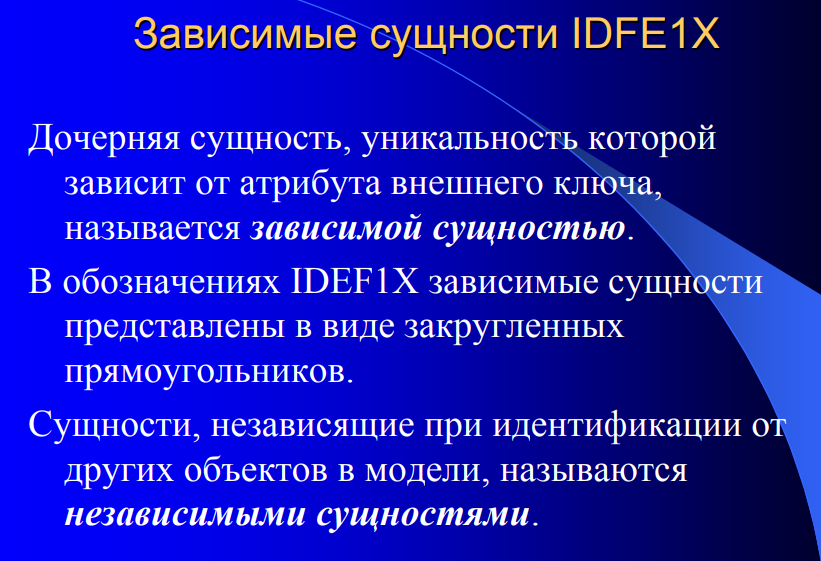 Зависимые сущности IDFE1X
Дочерняя сущность, уникальность которой
зависит от атрибута внешнего ключа,
называется зависимой сущностью.
В обозначениях IDEF1X зависимые сущности
представлены в виде закругленных
прямоугольников.
Сущности, независящие при идентификации от
других объектов в модели, называются
независимыми сущностями.